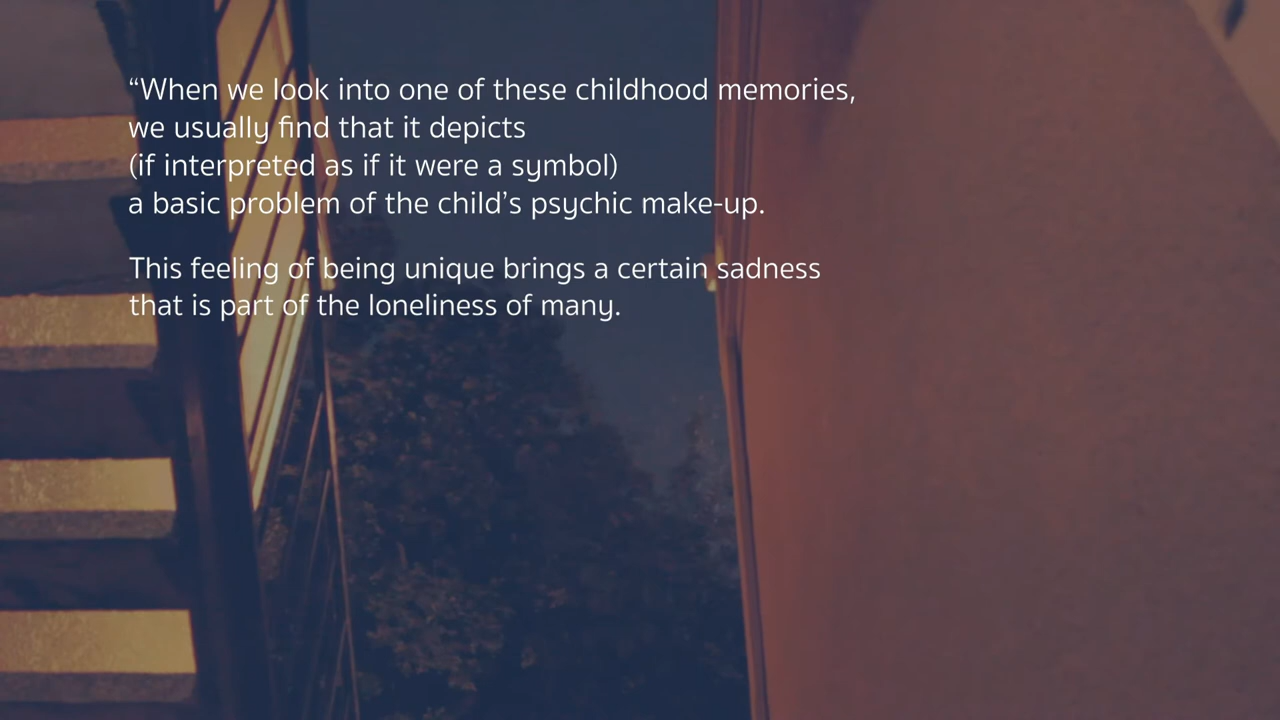 “When we look into one of these childhood memories,
we usually find that it depicts
(if interpreted as if it were a symbol)
a basic problem of the child’s psychic make-up.
This feeling of being unique brings a certain sadness
that is part of the loneliness of many.